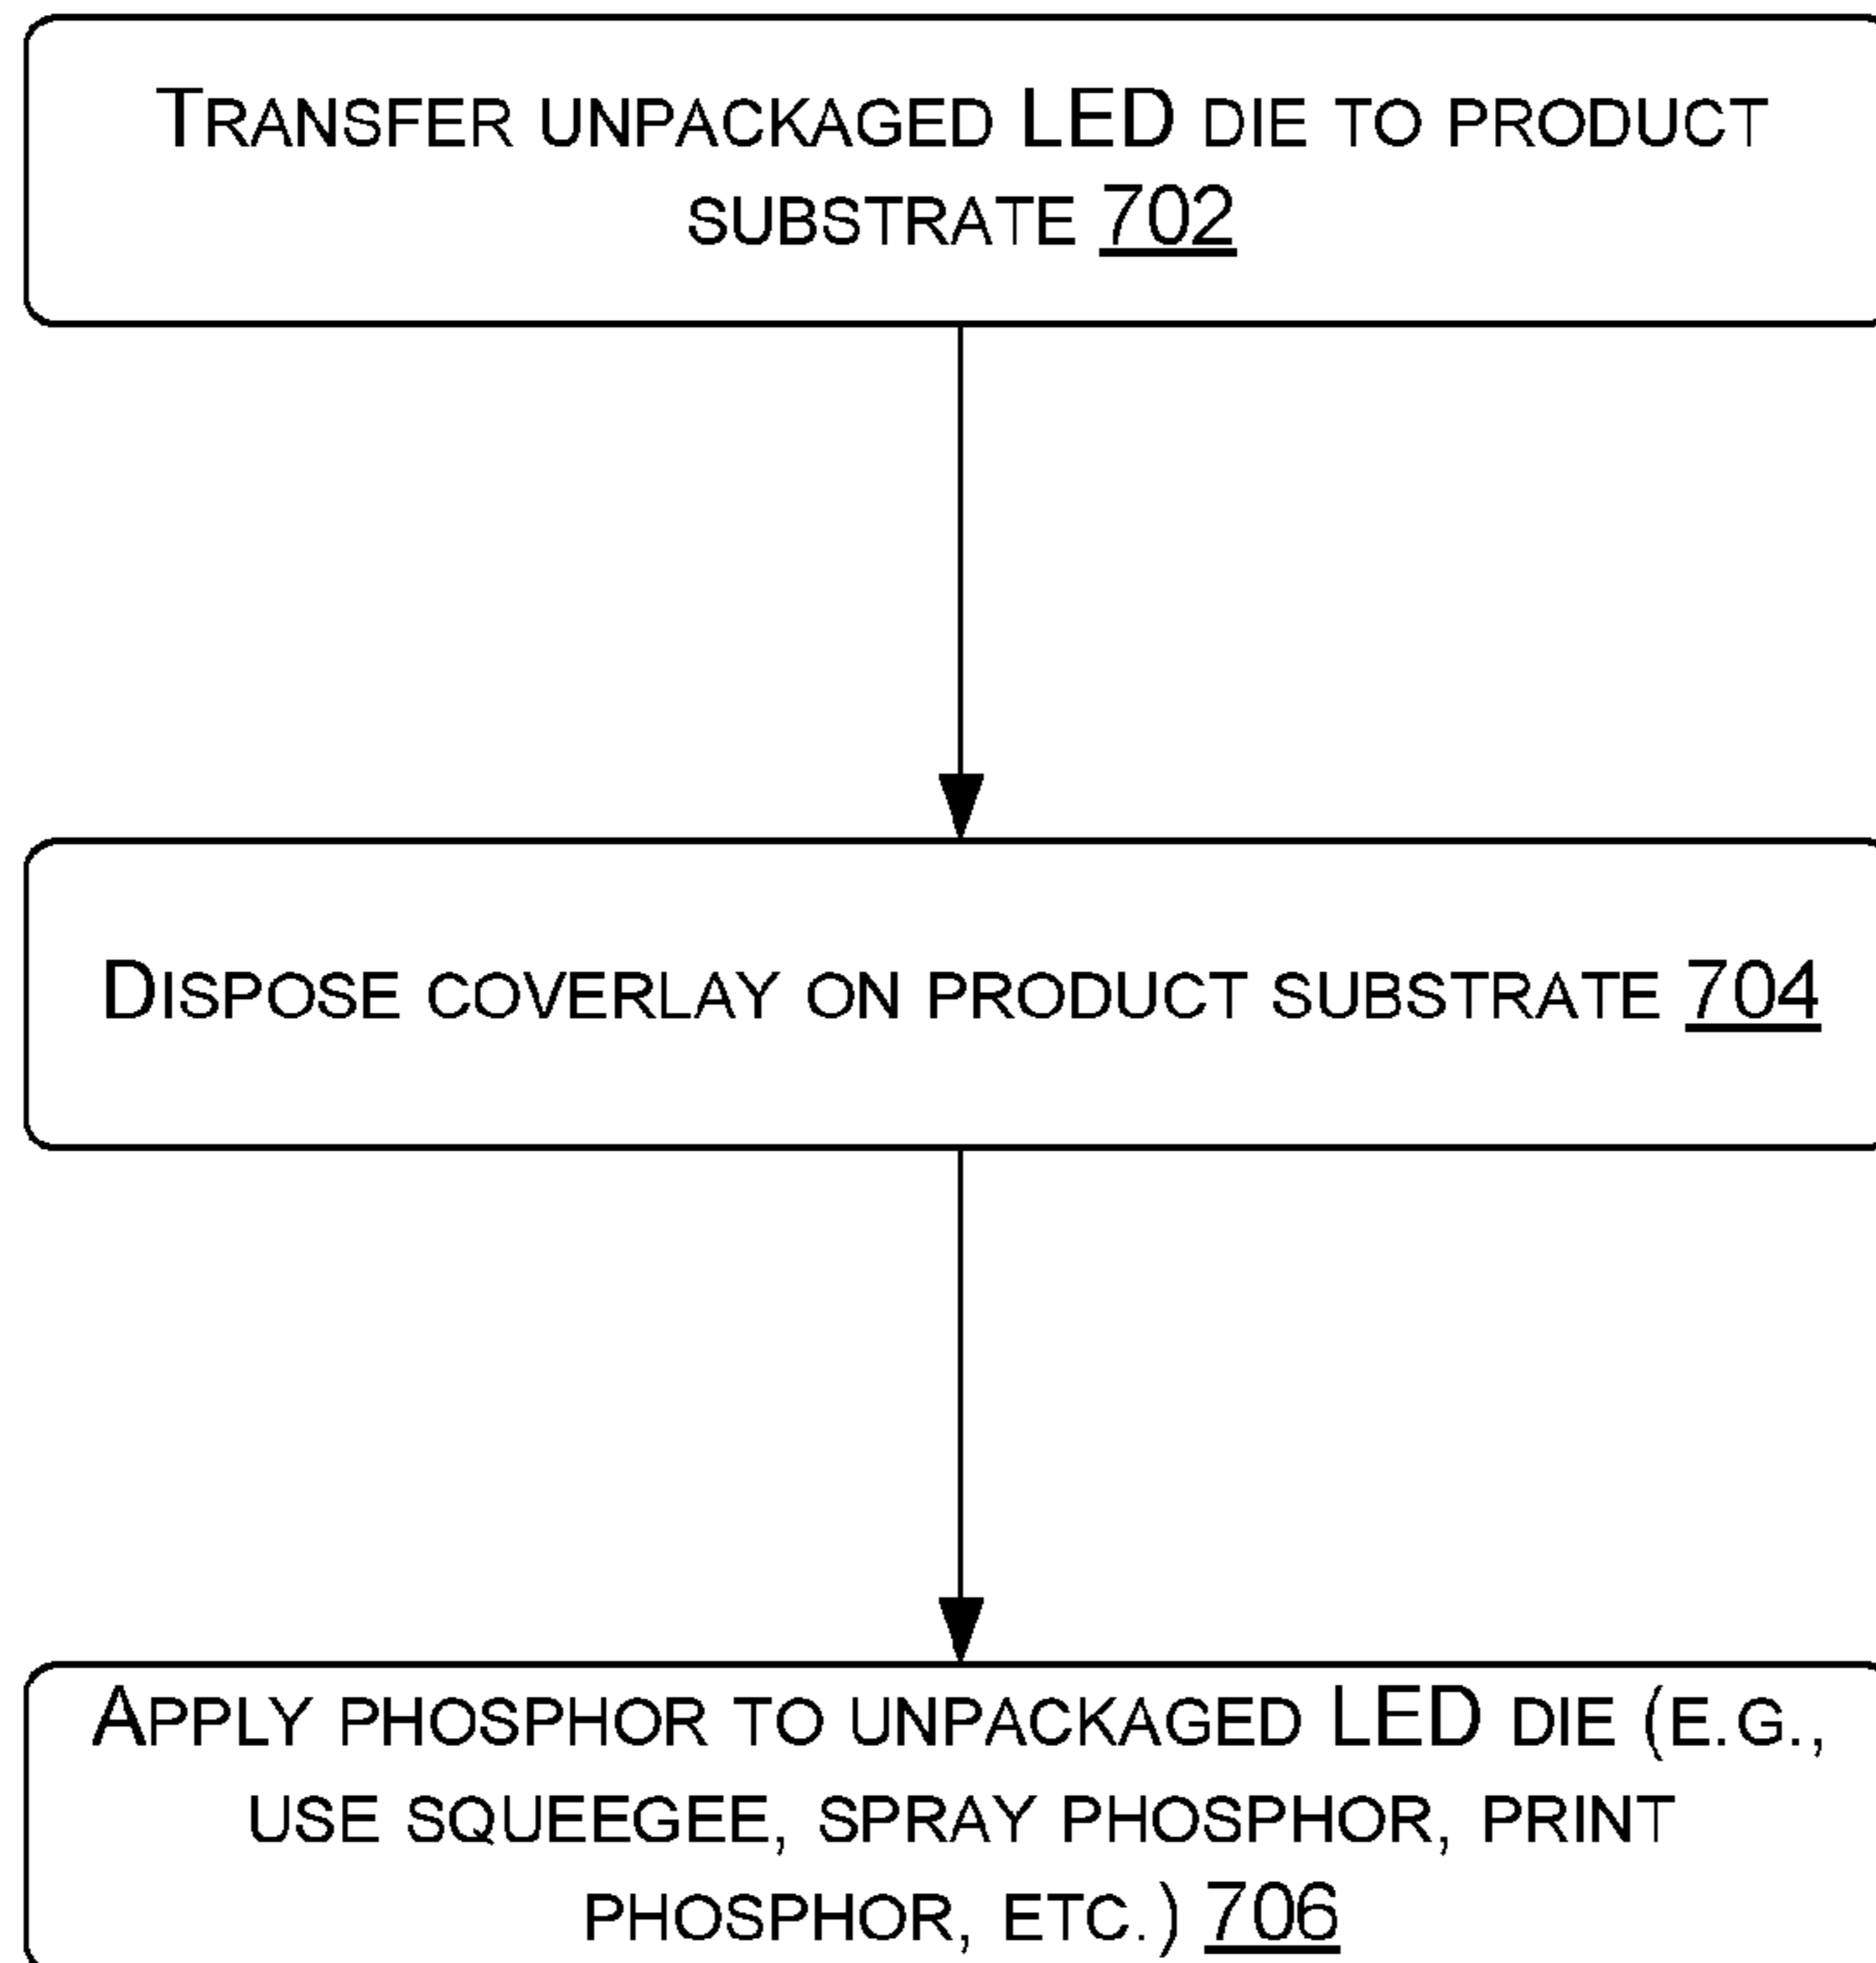 Transfer unpackaged LED die to product
substrate 702
Dispose coverlay on product substrate 704
Apply phosphor to unpackaged LED die (e.g.,
use squeegee, spray phosphor, print
phosphor, etc.) 706